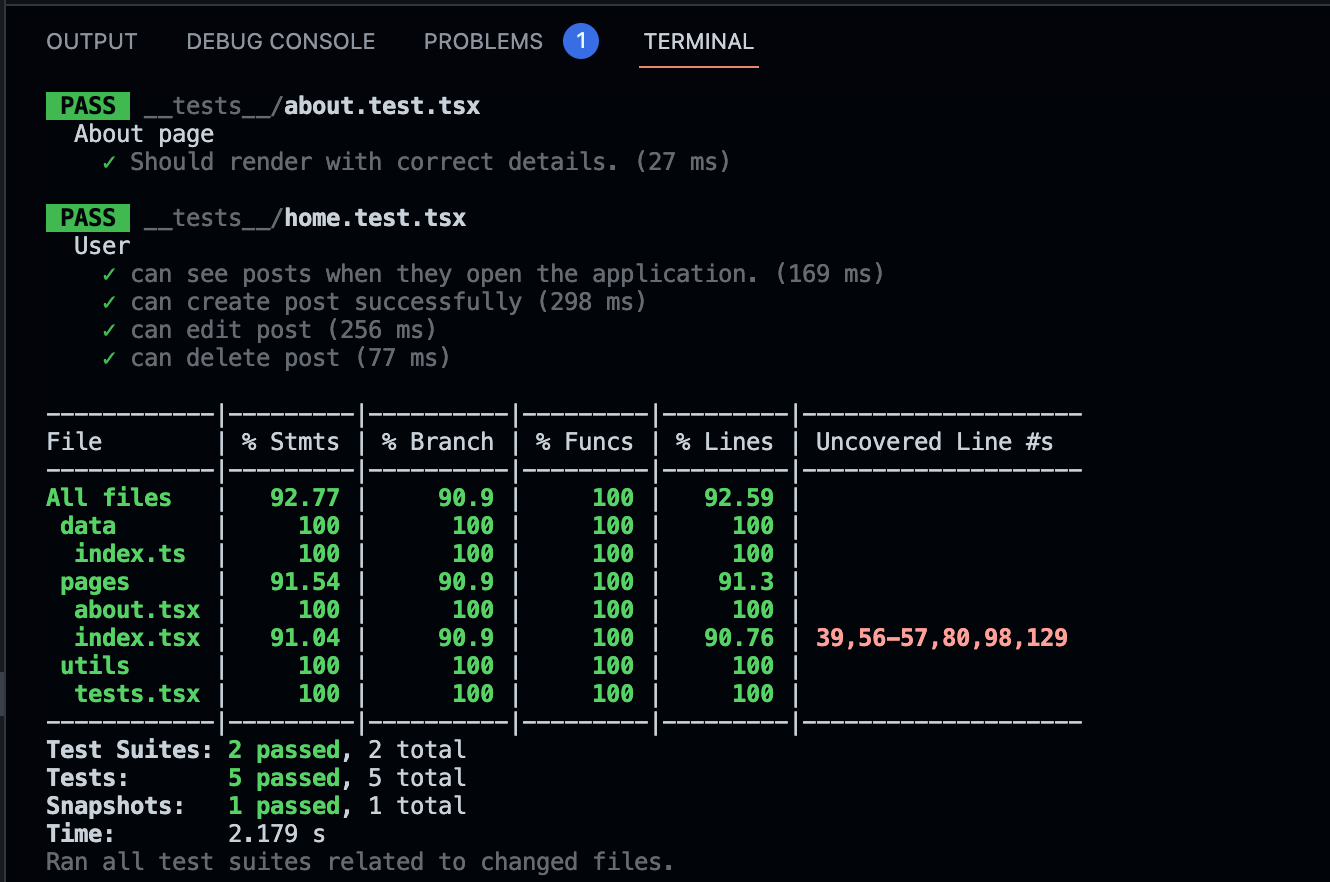 OUTPUT DEBUG CONSOLE PROBLEMS 1 TERMINAL
PASS __tests__/about.test.tsx
About page
✓ Should render with correct details. (27 ms)
PASS __tests__/home.test.tsx
User
✓ can see posts when they open the application. (169 ms)
✓ can create post successfully (298 ms)
✓ can edit post (256 ms)
✓ can delete post (77 ms)
------------|---------|----------|---------|---------|--------------------
File | % Stmts | % Branch | % Funcs | % Lines | Uncovered Line #s
------------|---------|----------|---------|---------|--------------------
All files | 92.77 | 90.9 | 100 | 92.59 |
data | 100 | 100 | 100 | 100 |
index.ts | 100 | 100 | 100 | 100 |
pages | 91.54 | 90.9 | 100 | 91.3 |
about.tsx | 100 | 100 | 100 | 100 |
index.tsx | 91.04 | 90.9 | 100 | 90.76 | 39,56-57,80,98,129
utils | 100 | 100 | 100 | 100 |
tests.tsx | 100 | 100 | 100 | 100 |
------------|---------|----------|---------|---------|--------------------
Test Suites: 2 passed, 2 total
Tests: 5 passed, 5 total
Snapshots: 1 passed, 1 total
Time: 2.179 s
Ran all test suites related to changed files.